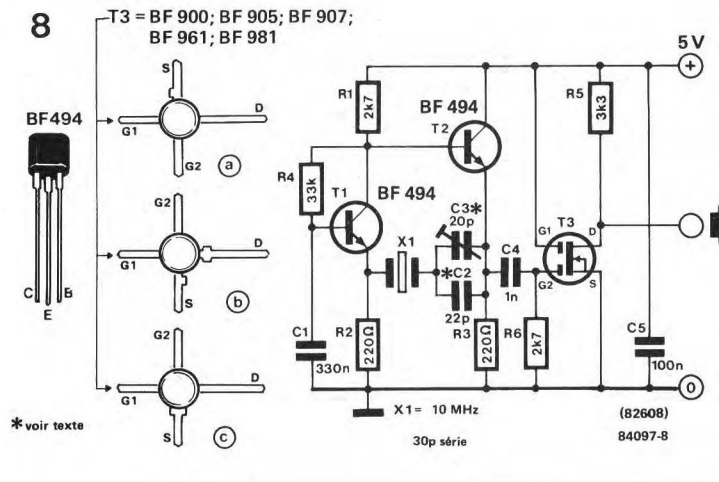 8
T3 = BF 900; BF 905; BF 907;
BF 961; BF 981
BF494
C
E
B
S
G1
D
G2
a
G2
G1
D
S
b
G2
G1
D
S
c
* voir texte
5 V
+
R1
2k7
BF 494
T2
R5
3k3
R4
33k
T1
BF 494
C3*
20p
X1
*C2
22p
C4
1n
G1
T3
D
G2
S
C1
330n
R2
220Ω
R3
220Ω
R6
2k7
C5
100n
0
X1= 10 MHz
30p série
(82608)
84097-8